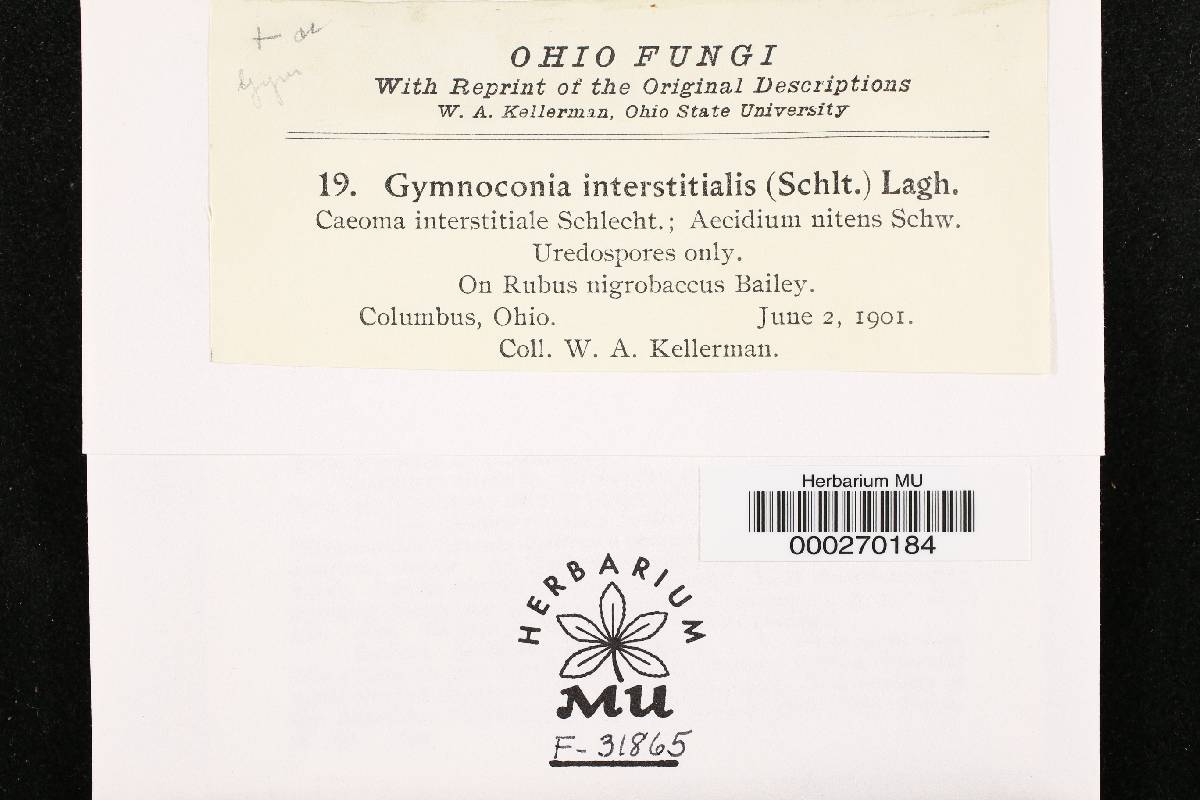 OHIO FUNGI
With Reprint of the Original Descriptions
W. A. Kellerman, Ohio State University
19. Gymnoconia interstitialis (Schlt.) Lagh.
Caeoma interstitiale Schlecht.; Aecidium nitens Schw.
Uredospores only.
On Rubus nigrobaccus Bailey.
Columbus, Ohio. June 2, 1901.
Coll. W. A. Kellerman.
Herbarium MU
000270184
HERBARIUM
MU
F-31865